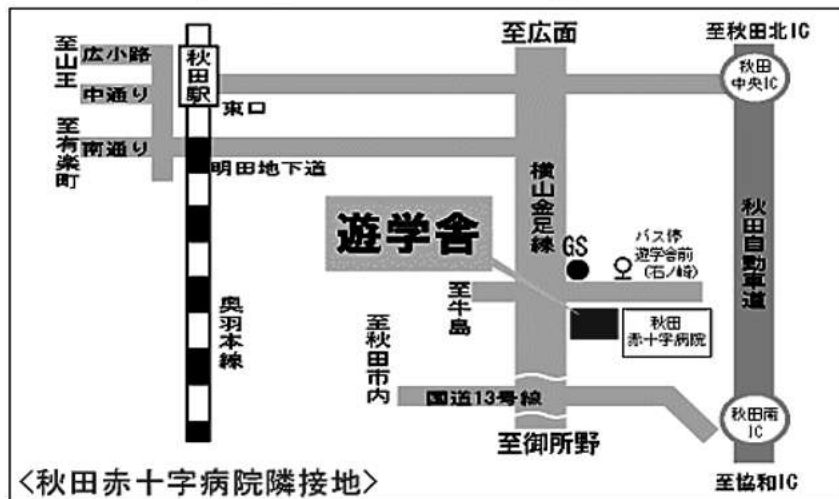 至広面
至秋田北IC
至山王
広小路
秋田駅
秋田
中央IC
中通り
東口
至有楽町
南通り
明田地下道
横山金足線
秋田自動車道
遊学舎
GS
バス停
遊学舎前
(石ノ崎)
至牛島
奥羽本線
至秋田市内
秋田
赤十字病院
国道13号線
秋田南
IC
至御所野
至協和IC
<秋田赤十字病院隣接地>